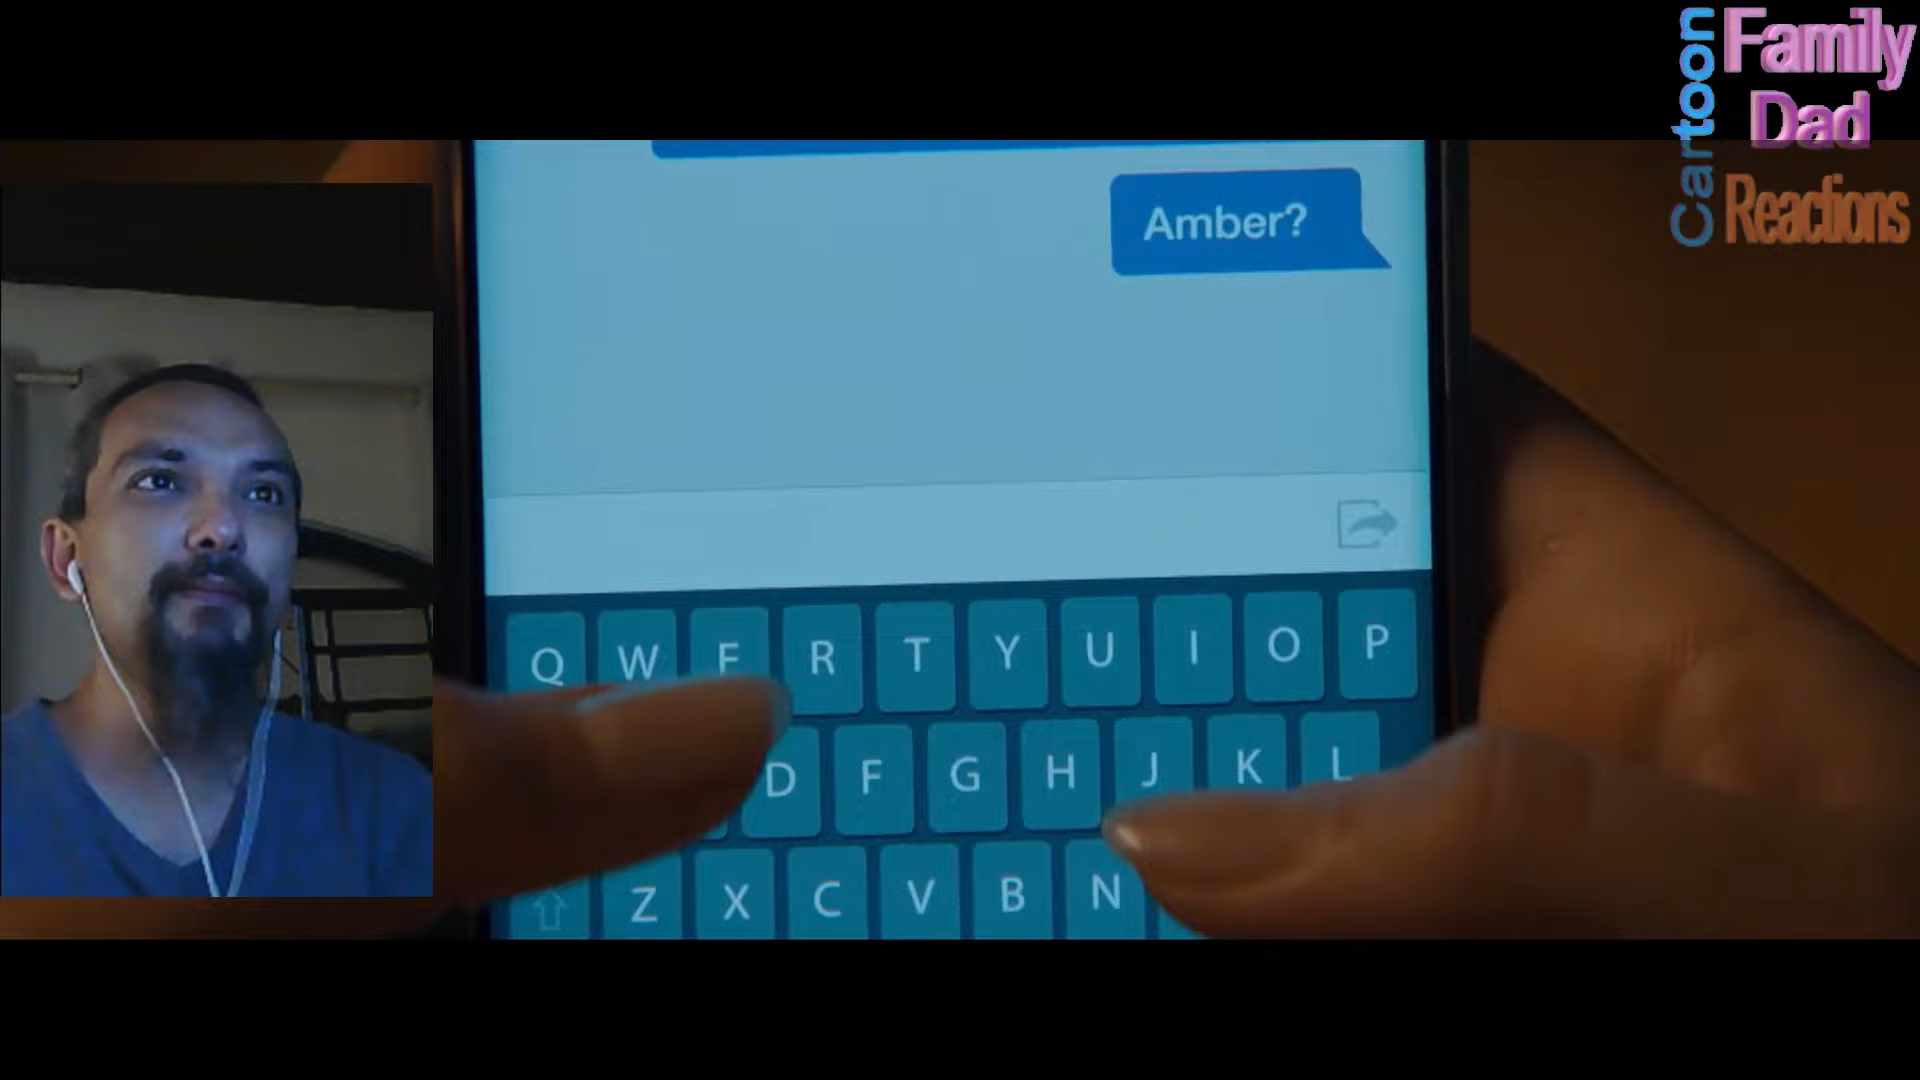 Cartoon
Family
Dad
Reactions
Amber?
Q W E R T Y U I O P
D F G H J K L
Z X C V B N